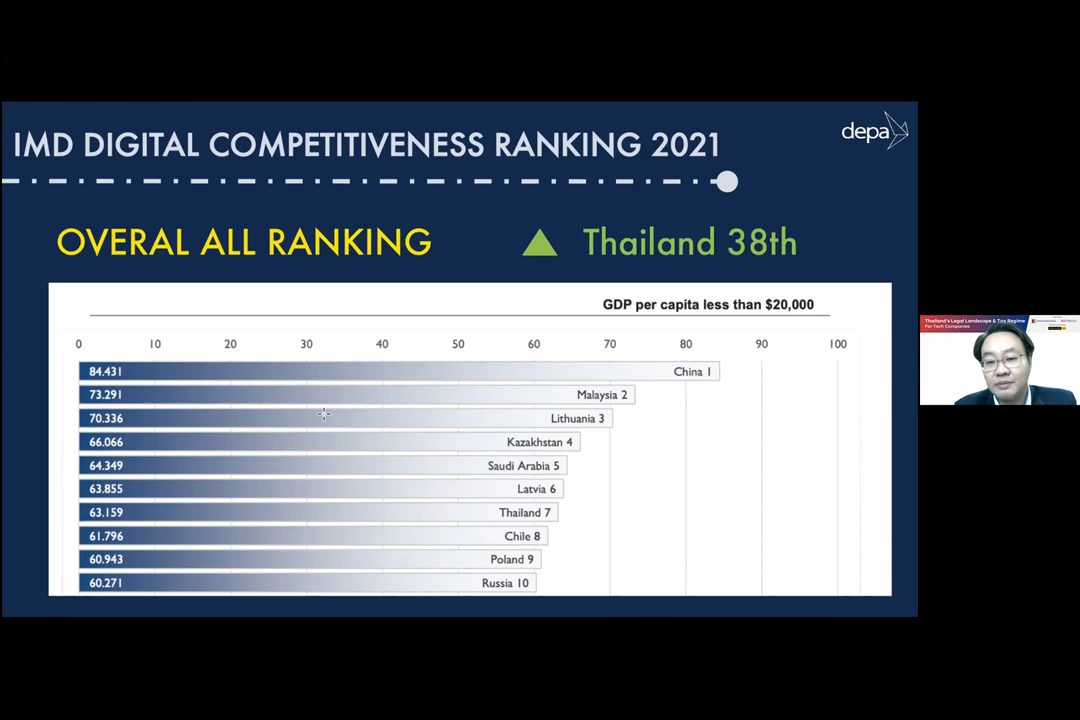 IMD DIGITAL COMPETITIVENESS RANKING 2021
depa
OVERAL ALL RANKING
Thailand 38th
GDP per capita less than $20,000
0 10 20 30 40 50 60 70 80 90 100
84.431 China 1
73.291 Malaysia 2
70.336 Lithuania 3
66.066 Kazakhstan 4
64.349 Saudi Arabia 5
63.855 Latvia 6
63.159 Thailand 7
61.796 Chile 8
60.943 Poland 9
60.271 Russia 10
Thailand's Legal Landscape & Tax Regime
For Tech Companies